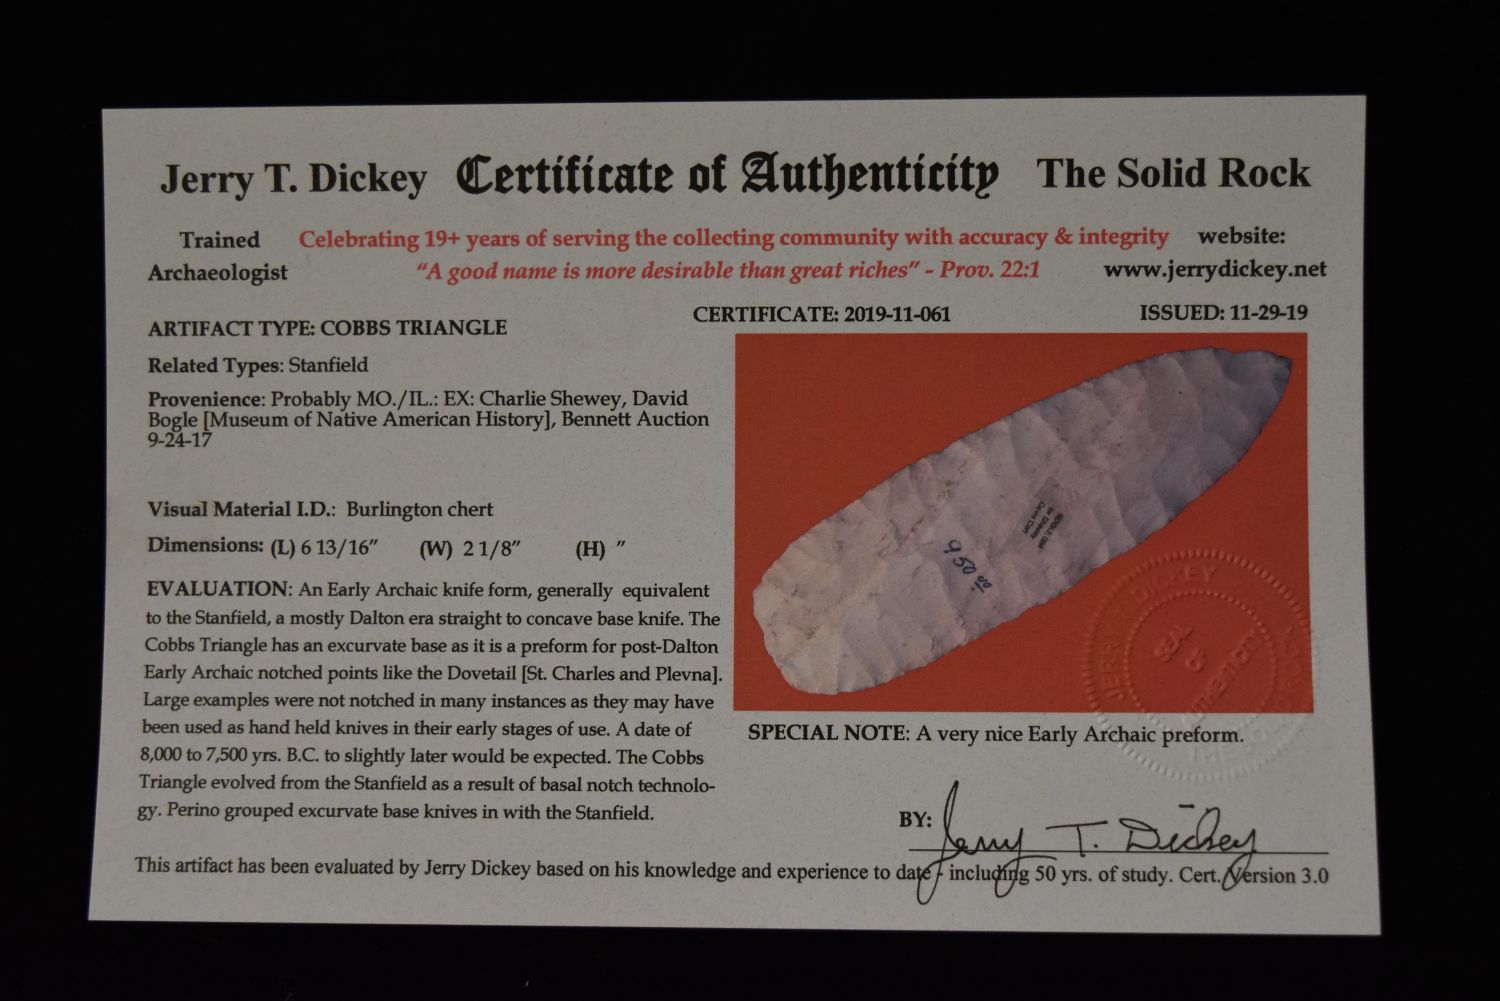 Jerry T. Dickey Certificate of Authenticity The Solid Rock
Trained Archaeologist
Celebrating 19+ years of serving the collecting community with accuracy & integrity
"A good name is more desirable than great riches" - Prov. 22:1
website:
www.jerrydickey.net
CERTIFICATE: 2019-11-061
ISSUED: 11-29-19
ARTIFACT TYPE: COBBS TRIANGLE
Related Types: Stanfield
Provenience: Probably MO./IL.: EX: Charlie Shewey, David
Bogle [Museum of Native American History], Bennett Auction
9-24-17
Visual Material I.D.: Burlington chert
Dimensions: (L) 6 13/16" (W) 2 1/8" (H) "
EVALUATION: An Early Archaic knife form, generally equivalent
to the Stanfield, a mostly Dalton era straight to concave base knife. The
Cobbs Triangle has an excurvate base as it is a preform for post-Dalton
Early Archaic notched points like the Dovetail [St. Charles and Plevna].
Large examples were not notched in many instances as they may have
been used as hand held knives in their early stages of use. A date of
8,000 to 7,500 yrs. B.C. to slightly later would be expected. The Cobbs
Triangle evolved from the Stanfield as a result of basal notch technolo-
gy. Perino grouped excurvate base knives in with the Stanfield.
950.00
JERRY DICKEY
SEAL
OF
AUTHENTICITY
SPECIAL NOTE: A very nice Early Archaic preform.
BY: Jerry T. Dickey
This artifact has been evaluated by Jerry Dickey based on his knowledge and experience to date - including 50 yrs. of study. Cert. Version 3.0